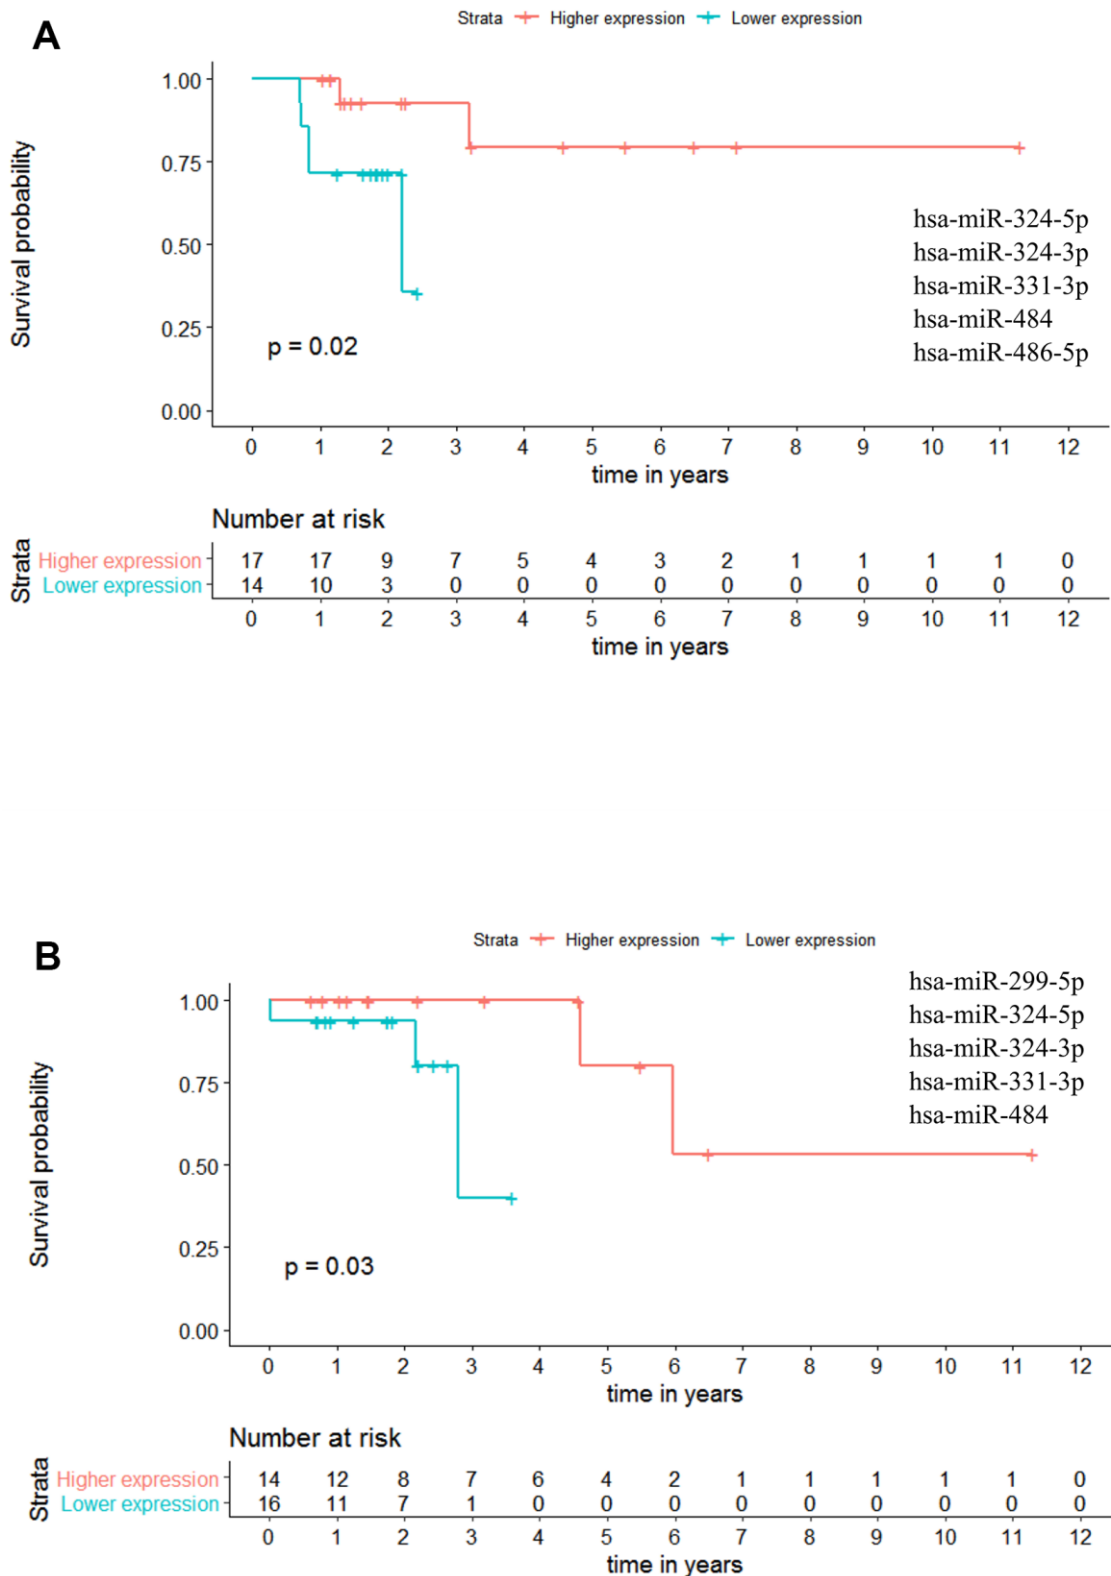 A
Strata Higher expression Lower expression
1.00
0.75
0.50
0.25
0.00
Survival probability
hsa-miR-324-5p
hsa-miR-324-3p
hsa-miR-331-3p
hsa-miR-484
hsa-miR-486-5p
p = 0.02
0 1 2 3 4 5 6 7 8 9 10 11 12
time in years
Number at risk
Strata
Higher expression 17 17 9 7 5 4 3 2 1 1 1 1 0
Lower expression 14 10 3 0 0 0 0 0 0 0 0 0 0
0 1 2 3 4 5 6 7 8 9 10 11 12
time in years
B
Strata Higher expression Lower expression
1.00
0.75
0.50
0.25
0.00
Survival probability
hsa-miR-299-5p
hsa-miR-324-5p
hsa-miR-324-3p
hsa-miR-331-3p
hsa-miR-484
p = 0.03
0 1 2 3 4 5 6 7 8 9 10 11 12
time in years
Number at risk
Strata
Higher expression 14 12 8 7 6 4 2 1 1 1 1 1 0
Lower expression 16 11 7 1 0 0 0 0 0 0 0 0 0
0 1 2 3 4 5 6 7 8 9 10 11 12
time in years